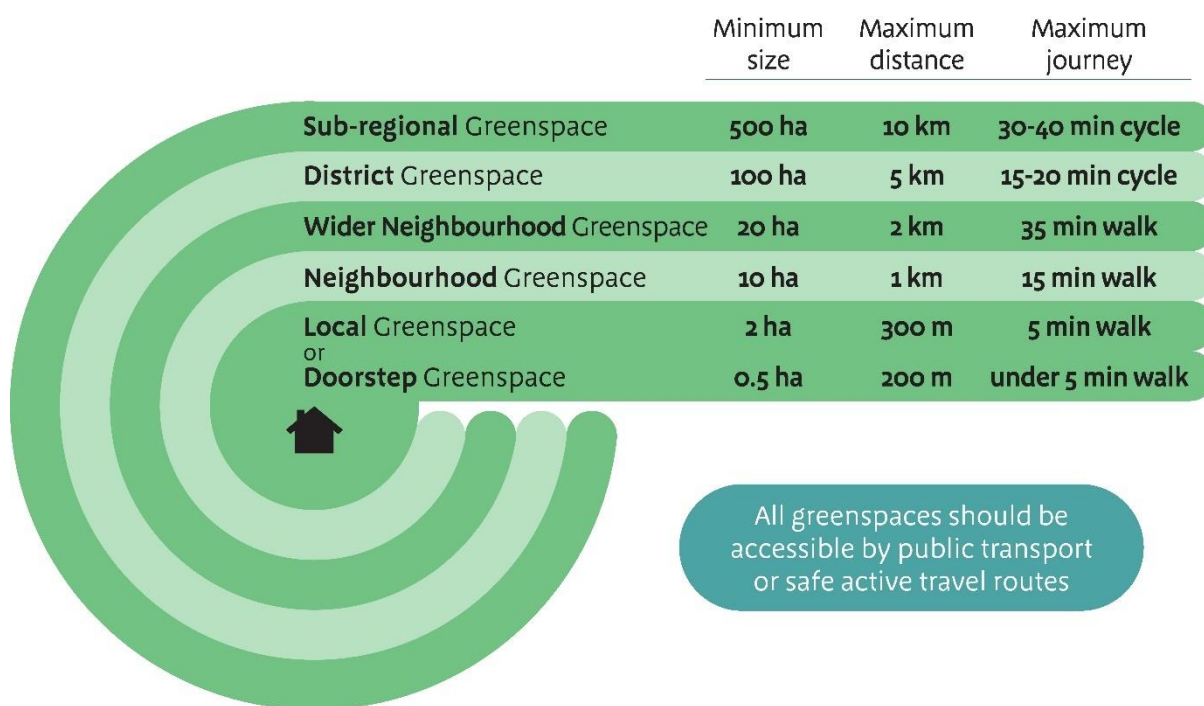 Minimum size Maximum distance Maximum journey
Sub-regional Greenspace 500 ha 10 km 30-40 min cycle
District Greenspace 100 ha 5 km 15-20 min cycle
Wider Neighbourhood Greenspace 20 ha 2 km 35 min walk
Neighbourhood Greenspace 10 ha 1 km 15 min walk
Local Greenspace 2 ha 300 m 5 min walk
or
Doorstep Greenspace 0.5 ha 200 m under 5 min walk
All greenspaces should be
accessible by public transport
or safe active travel routes